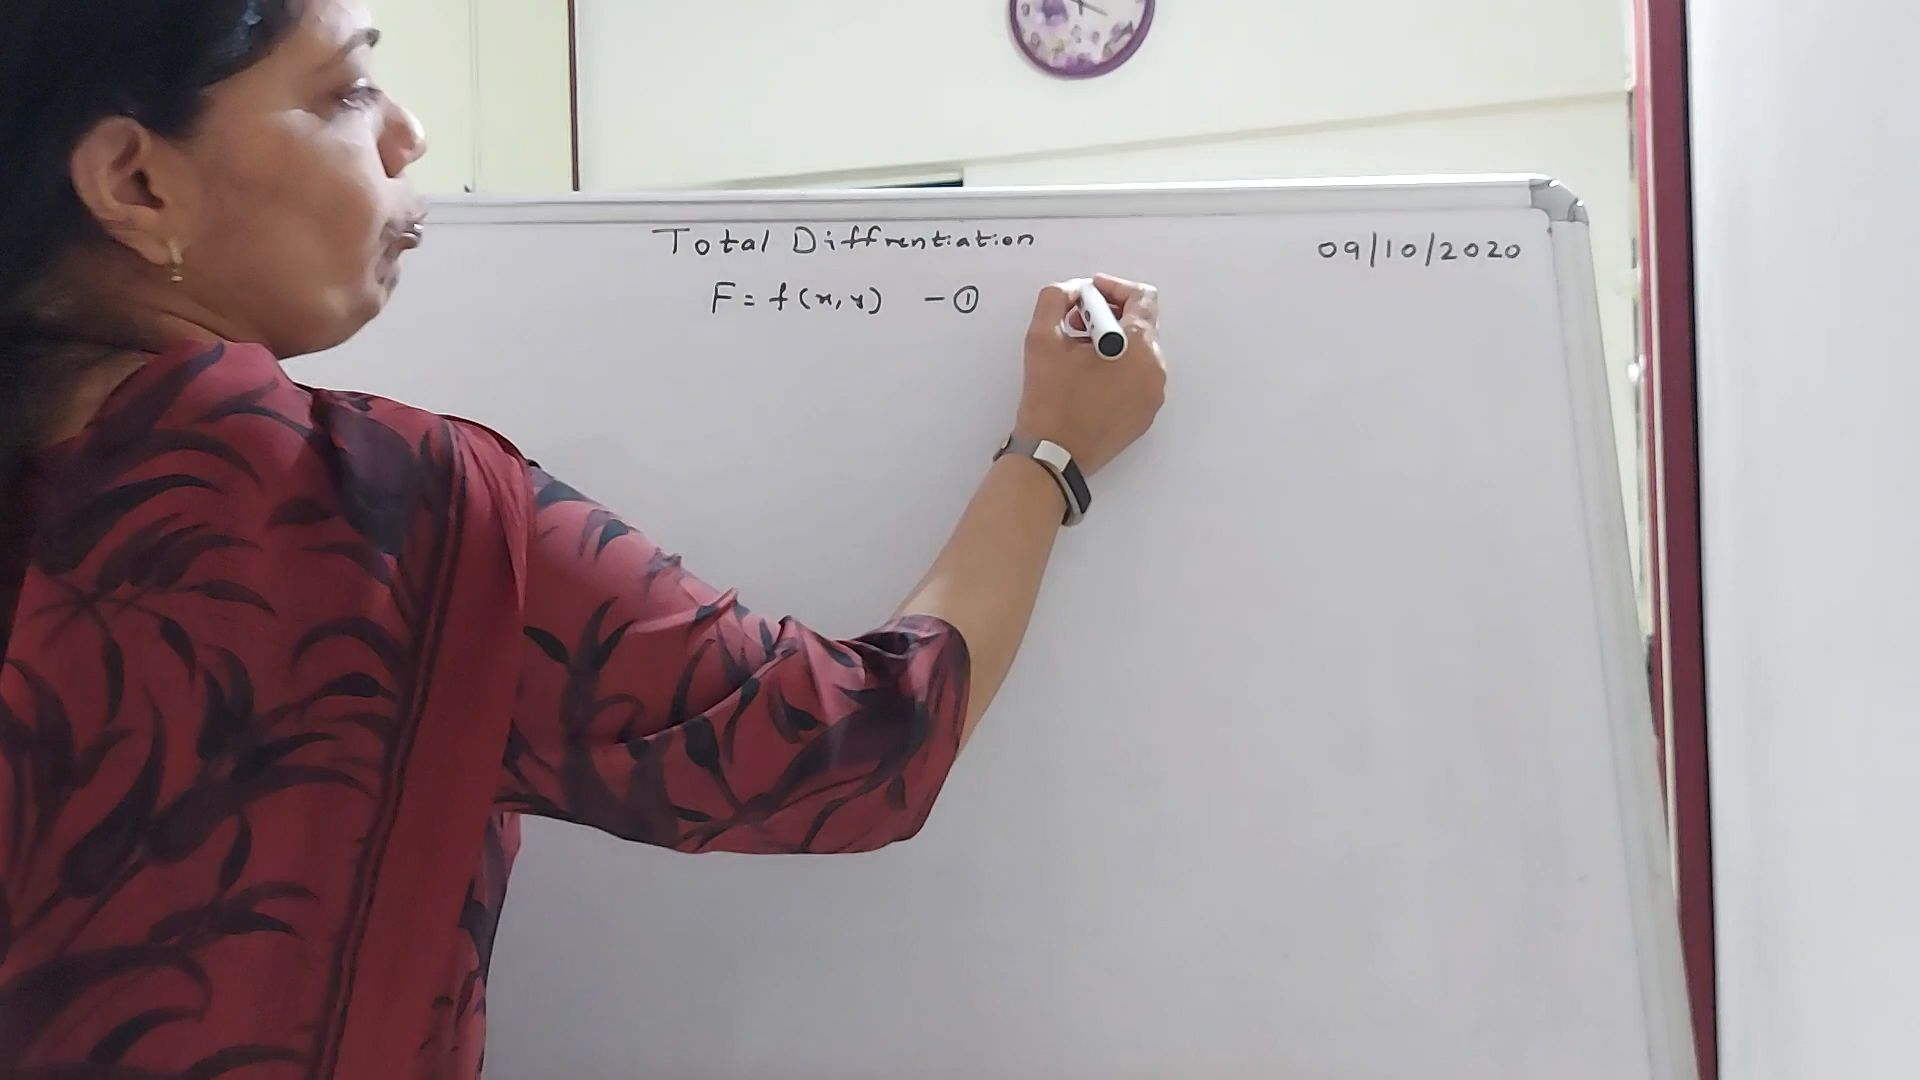 Total Diffrentiation
09/10/2020
F = f(x, y) - ①